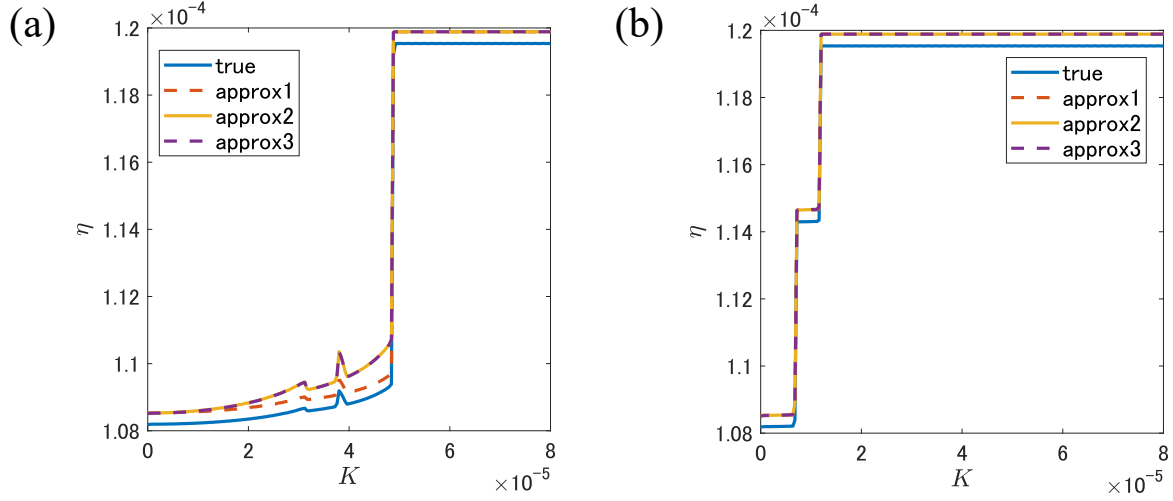 (a)
×10⁻⁴
1.2
1.18
1.16
1.14
1.12
1.1
1.08
η
true
approx1
approx2
approx3
0 2 4 6 8
K
×10⁻⁵
(b)
×10⁻⁴
1.2
1.18
1.16
1.14
1.12
1.1
1.08
η
true
approx1
approx2
approx3
0 2 4 6 8
K
×10⁻⁵